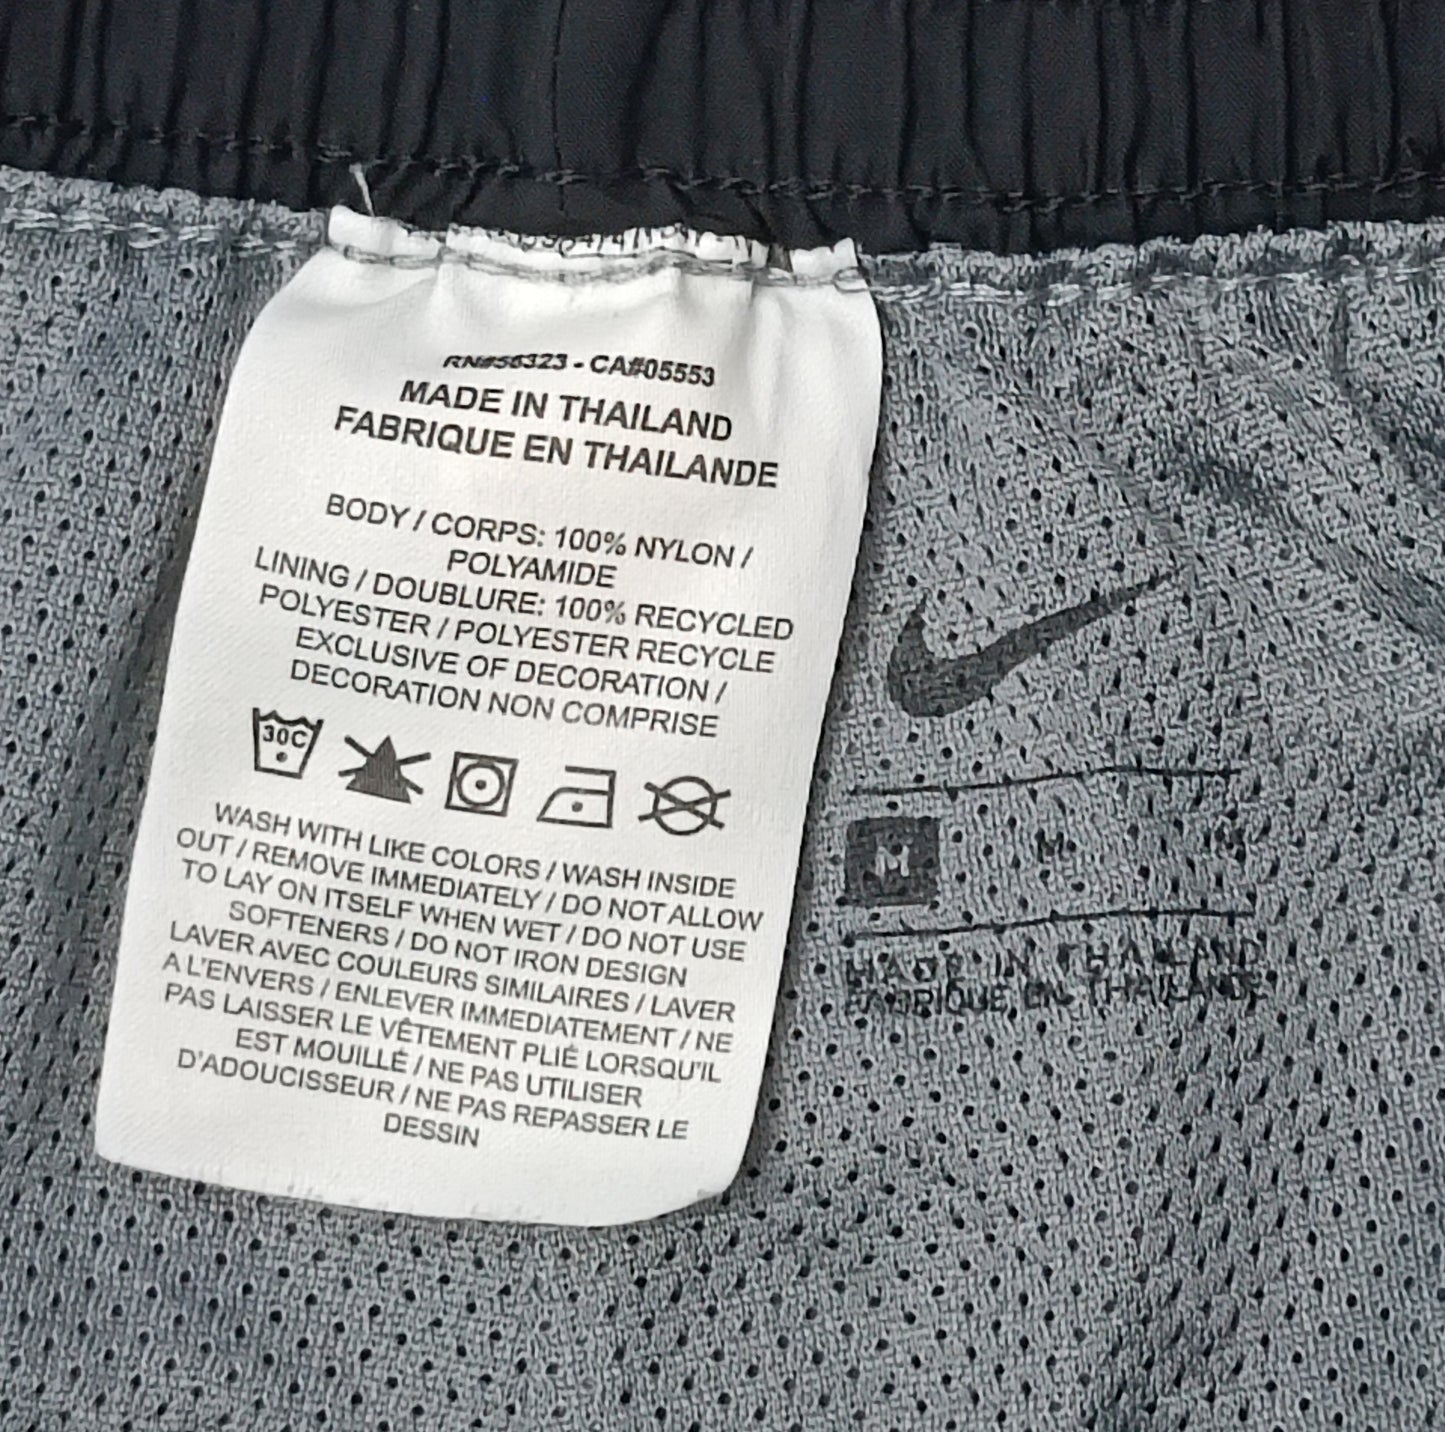 RN#56323 - CA#05553
MADE IN THAILAND
FABRIQUE EN THAILANDE
BODY / CORPS: 100% NYLON /
POLYAMIDE
LINING / DOUBLURE: 100% RECYCLED
POLYESTER / POLYESTER RECYCLE
EXCLUSIVE OF DECORATION /
DECORATION NON COMPRISE
30C
WASH WITH LIKE COLORS / WASH INSIDE
OUT / REMOVE IMMEDIATELY / DO NOT ALLOW
TO LAY ON ITSELF WHEN WET / DO NOT USE
SOFTENERS / DO NOT IRON DESIGN
LAVER AVEC COULEURS SIMILAIRES / LAVER
A L'ENVERS / ENLEVER IMMEDIATEMENT / NE
PAS LAISSER LE VÊTEMENT PLIÉ LORSQU'IL
EST MOUILLÉ / NE PAS UTILISER
D'ADOUCISSEUR / NE PAS REPASSER LE
DESSIN
M M M
MADE IN THAILAND
FABRIQUE EN THAILANDE